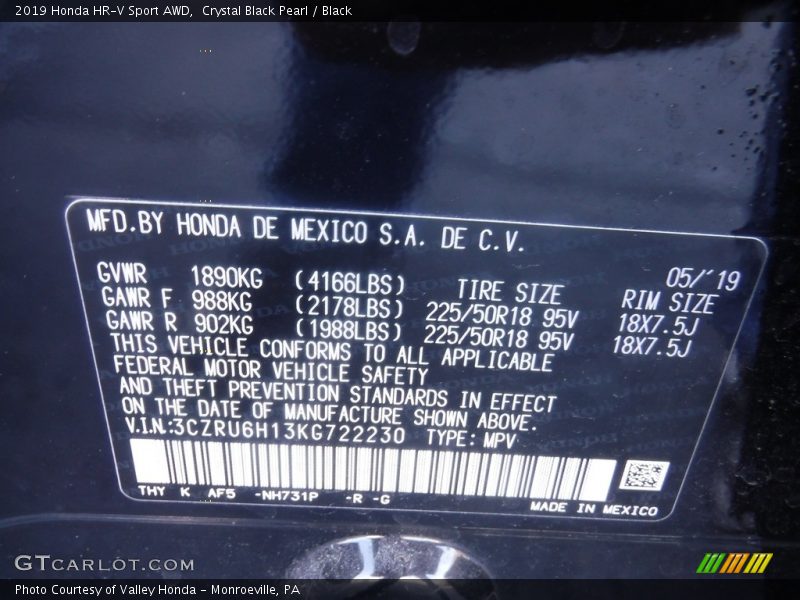 2019 Honda HR-V Sport AWD,  Crystal Black Pearl / Black
MFD.BY HONDA DE MEXICO S.A. DE C.V.
05/'19
GVWR 1890KG (4166LBS) TIRE SIZE RIM SIZE
GAWR F 988KG (2178LBS) 225/50R18 95V 18X7.5J
GAWR R 902KG (1988LBS) 225/50R18 95V 18X7.5J
THIS VEHICLE CONFORMS TO ALL APPLICABLE
FEDERAL MOTOR VEHICLE SAFETY
AND THEFT PREVENTION STANDARDS IN EFFECT
ON THE DATE OF MANUFACTURE SHOWN ABOVE.
V.I.N.:3CZRU6H13KG722230 TYPE: MPV
THY K AF5 -NH731P -R -G
MADE IN MEXICO
GTCARLOT.COM
Photo Courtesy of Valley Honda - Monroeville, PA